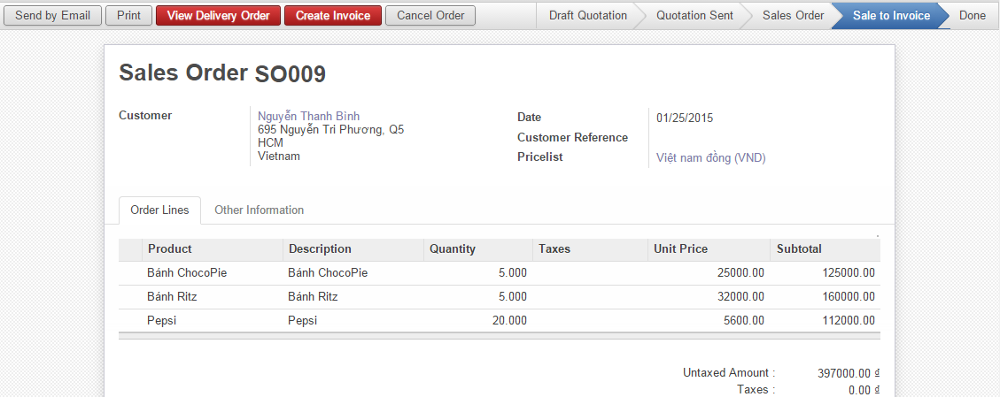 Send by Email Print View Delivery Order Create Invoice Cancel Order Draft Quotation Quotation Sent Sales Order Sale to Invoice Done
Sales Order SO009
Customer
Nguyễn Thanh Bình
695 Nguyễn Tri Phương, Q5
HCM
Vietnam
Date 01/25/2015
Customer Reference
Pricelist Việt nam đồng (VND)
Order Lines Other Information
Product Description Quantity Taxes Unit Price Subtotal
Bánh ChocoPie Bánh ChocoPie 5.000 25000.00 125000.00
Bánh Ritz Bánh Ritz 5.000 32000.00 160000.00
Pepsi Pepsi 20.000 5600.00 112000.00
Untaxed Amount : 397000.00 ₫
Taxes : 0.00 ₫